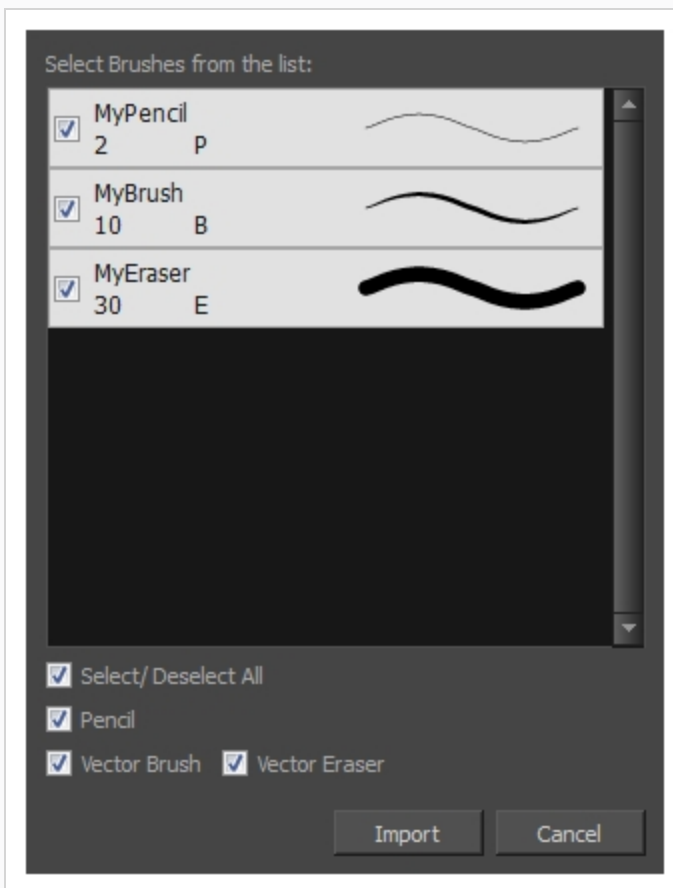 Select Brushes from the list:
MyPencil
2 P
MyBrush
10 B
MyEraser
30 E
Select/ Deselect All
Pencil
Vector Brush Vector Eraser
Import Cancel